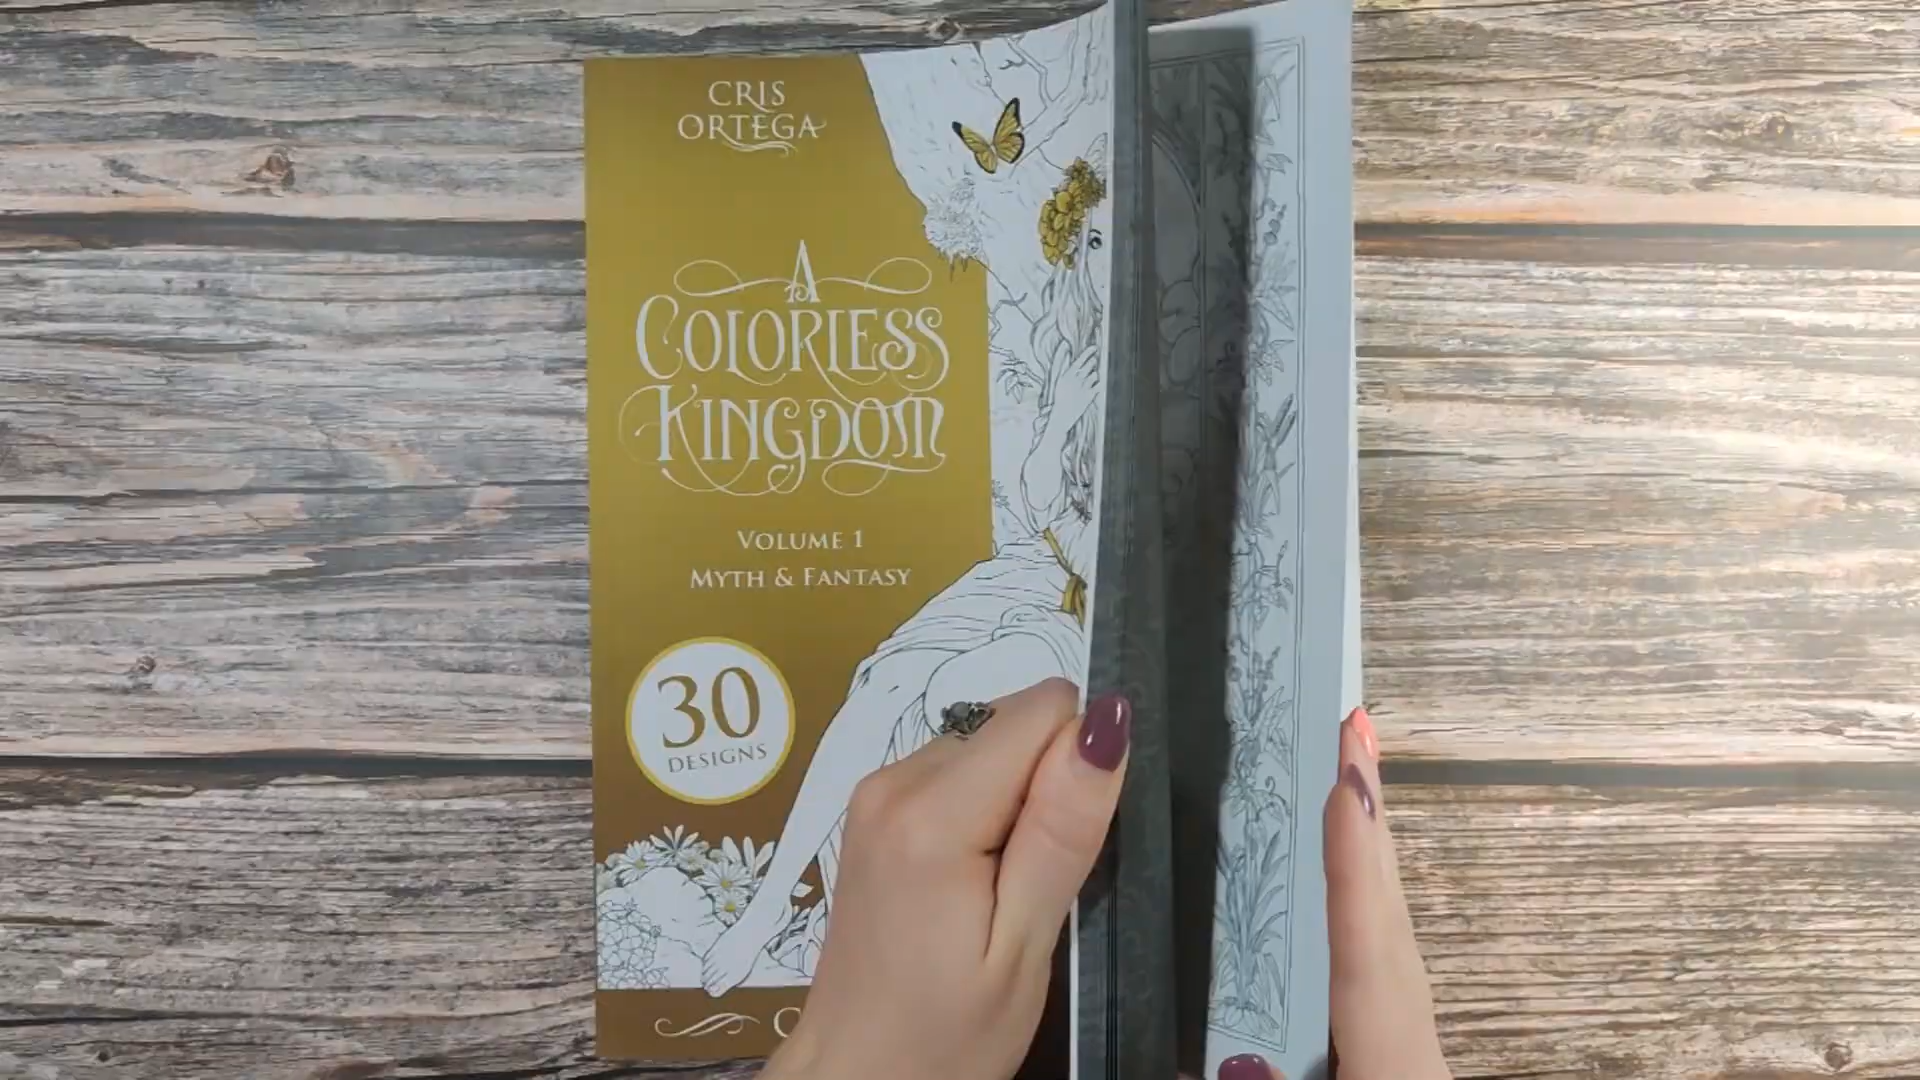 CRIS
ORTEGA
A
COLORLESS
KINGDOM
VOLUME 1
MYTH & FANTASY
30
DESIGNS